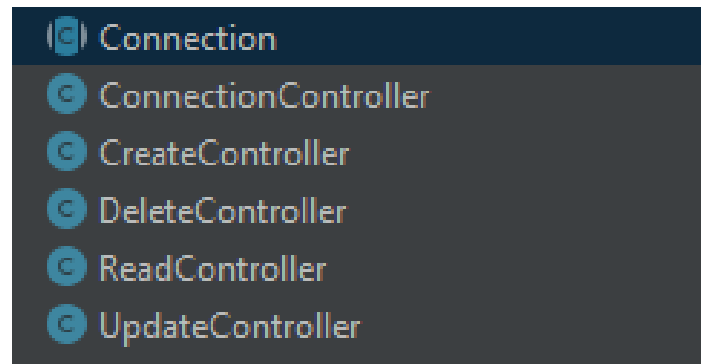 Connection
ConnectionController
CreateController
DeleteController
ReadController
UpdateController